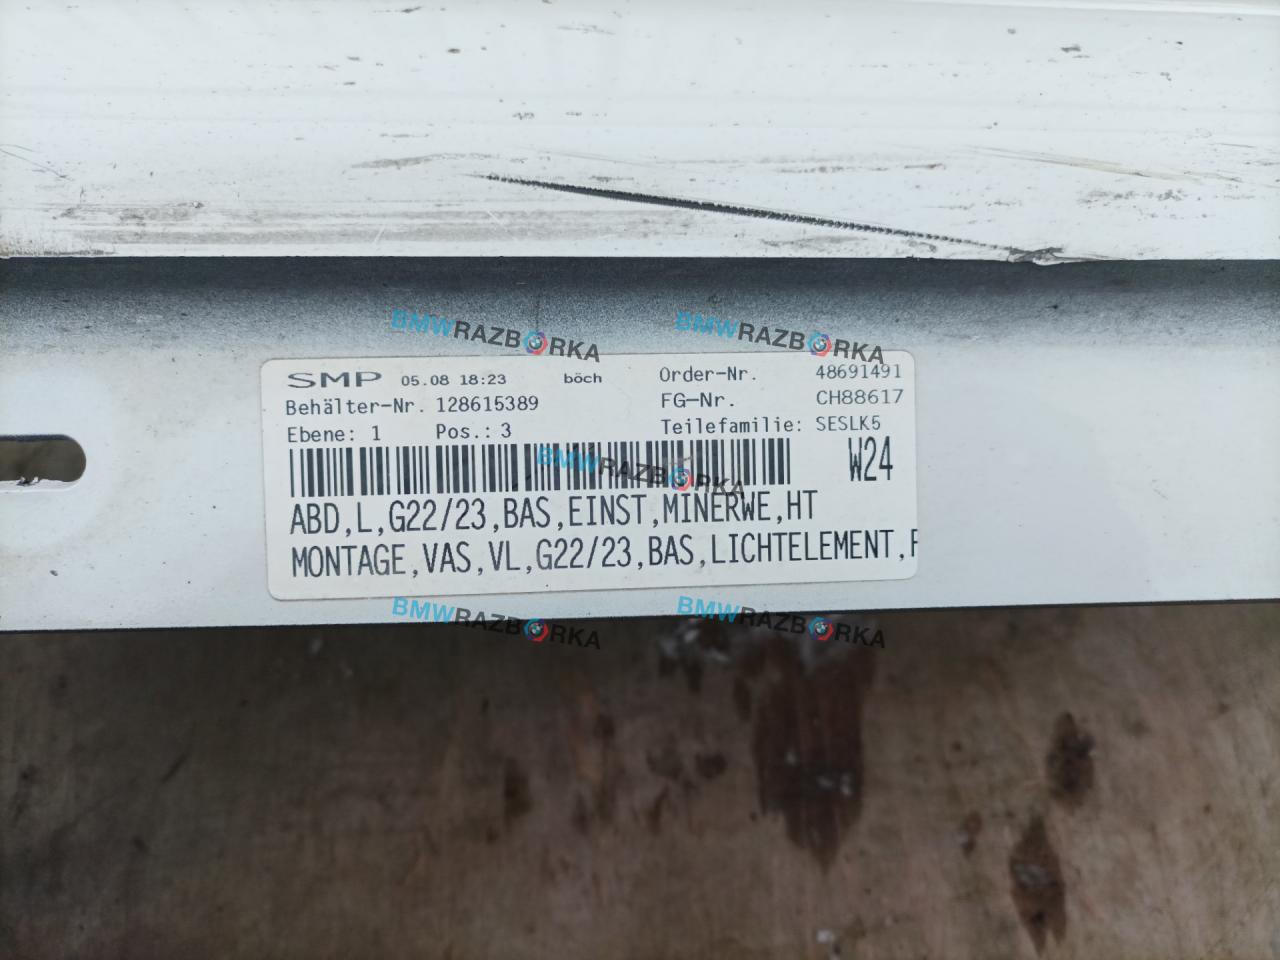 BMWRAZBORKA BMWRAZBORKA
SMP 05.08 18:23 böch Order-Nr. 48691491
Behälter-Nr. 128615389 FG-Nr. CH88617
Ebene: 1 Pos.: 3 Teilefamilie: SESLK5
BMWRAZBORKA W24
ABD,L,G22/23,BAS,EINST,MINERWE,HT
MONTAGE,VAS,VL,G22/23,BAS,LICHTELEMENT,
BMWRAZBORKA BMWRAZBORKA